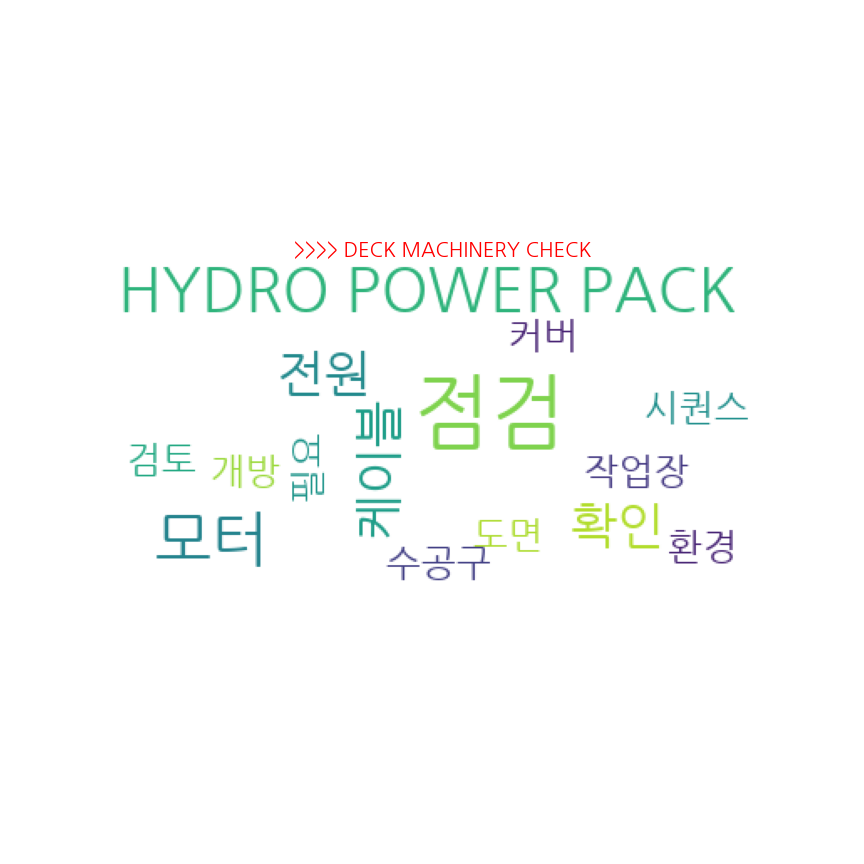 >>>> DECK MACHINERY CHECK
HYDRO POWER PACK
커버
전원
점검
시퀀스
케이블
검토
개방
필요
작업장
모터
확인
도면
환경
수공구